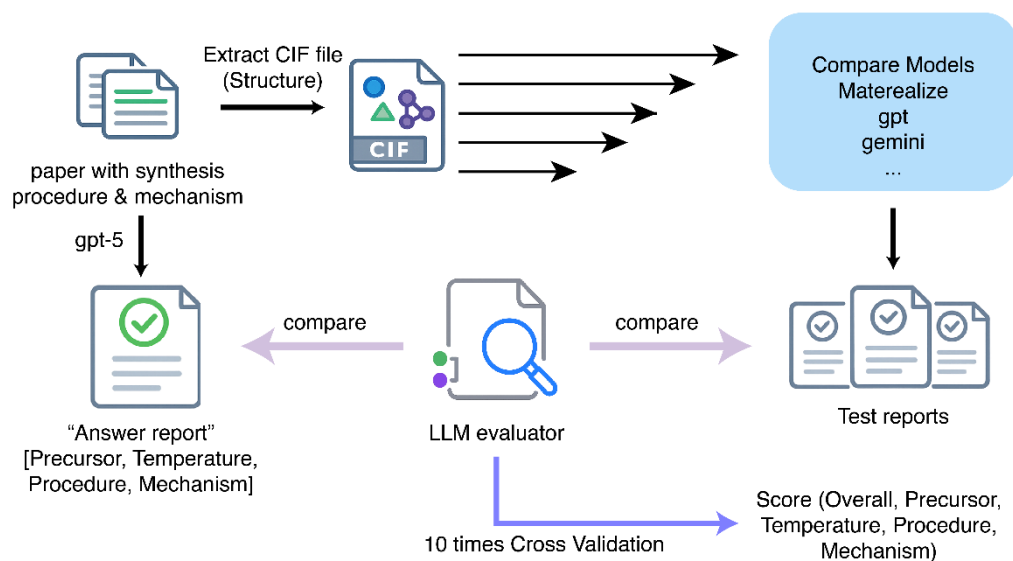 Extract CIF file
(Structure)
CIF
Compare Models
Materealize
gpt
gemini
...
paper with synthesis
procedure & mechanism
gpt-5
compare
compare
"Answer report"
[Precursor, Temperature,
Procedure, Mechanism]
LLM evaluator
Test reports
10 times Cross Validation
Score (Overall, Precursor,
Temperature, Procedure,
Mechanism)